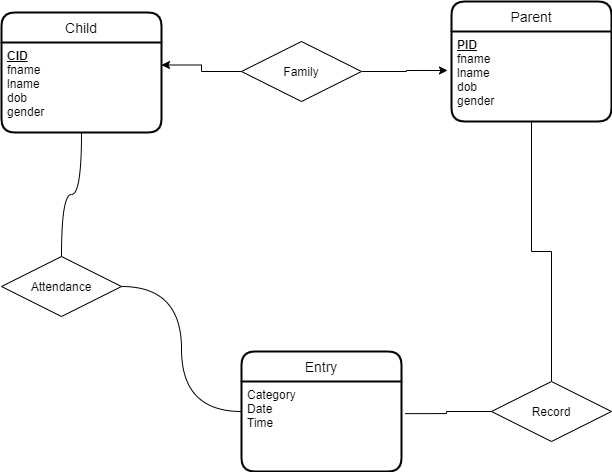 Child
CID
fname
lname
dob
gender
Family
Parent
PID
fname
lname
dob
gender
Attendance
Entry
Category
Date
Time
Record